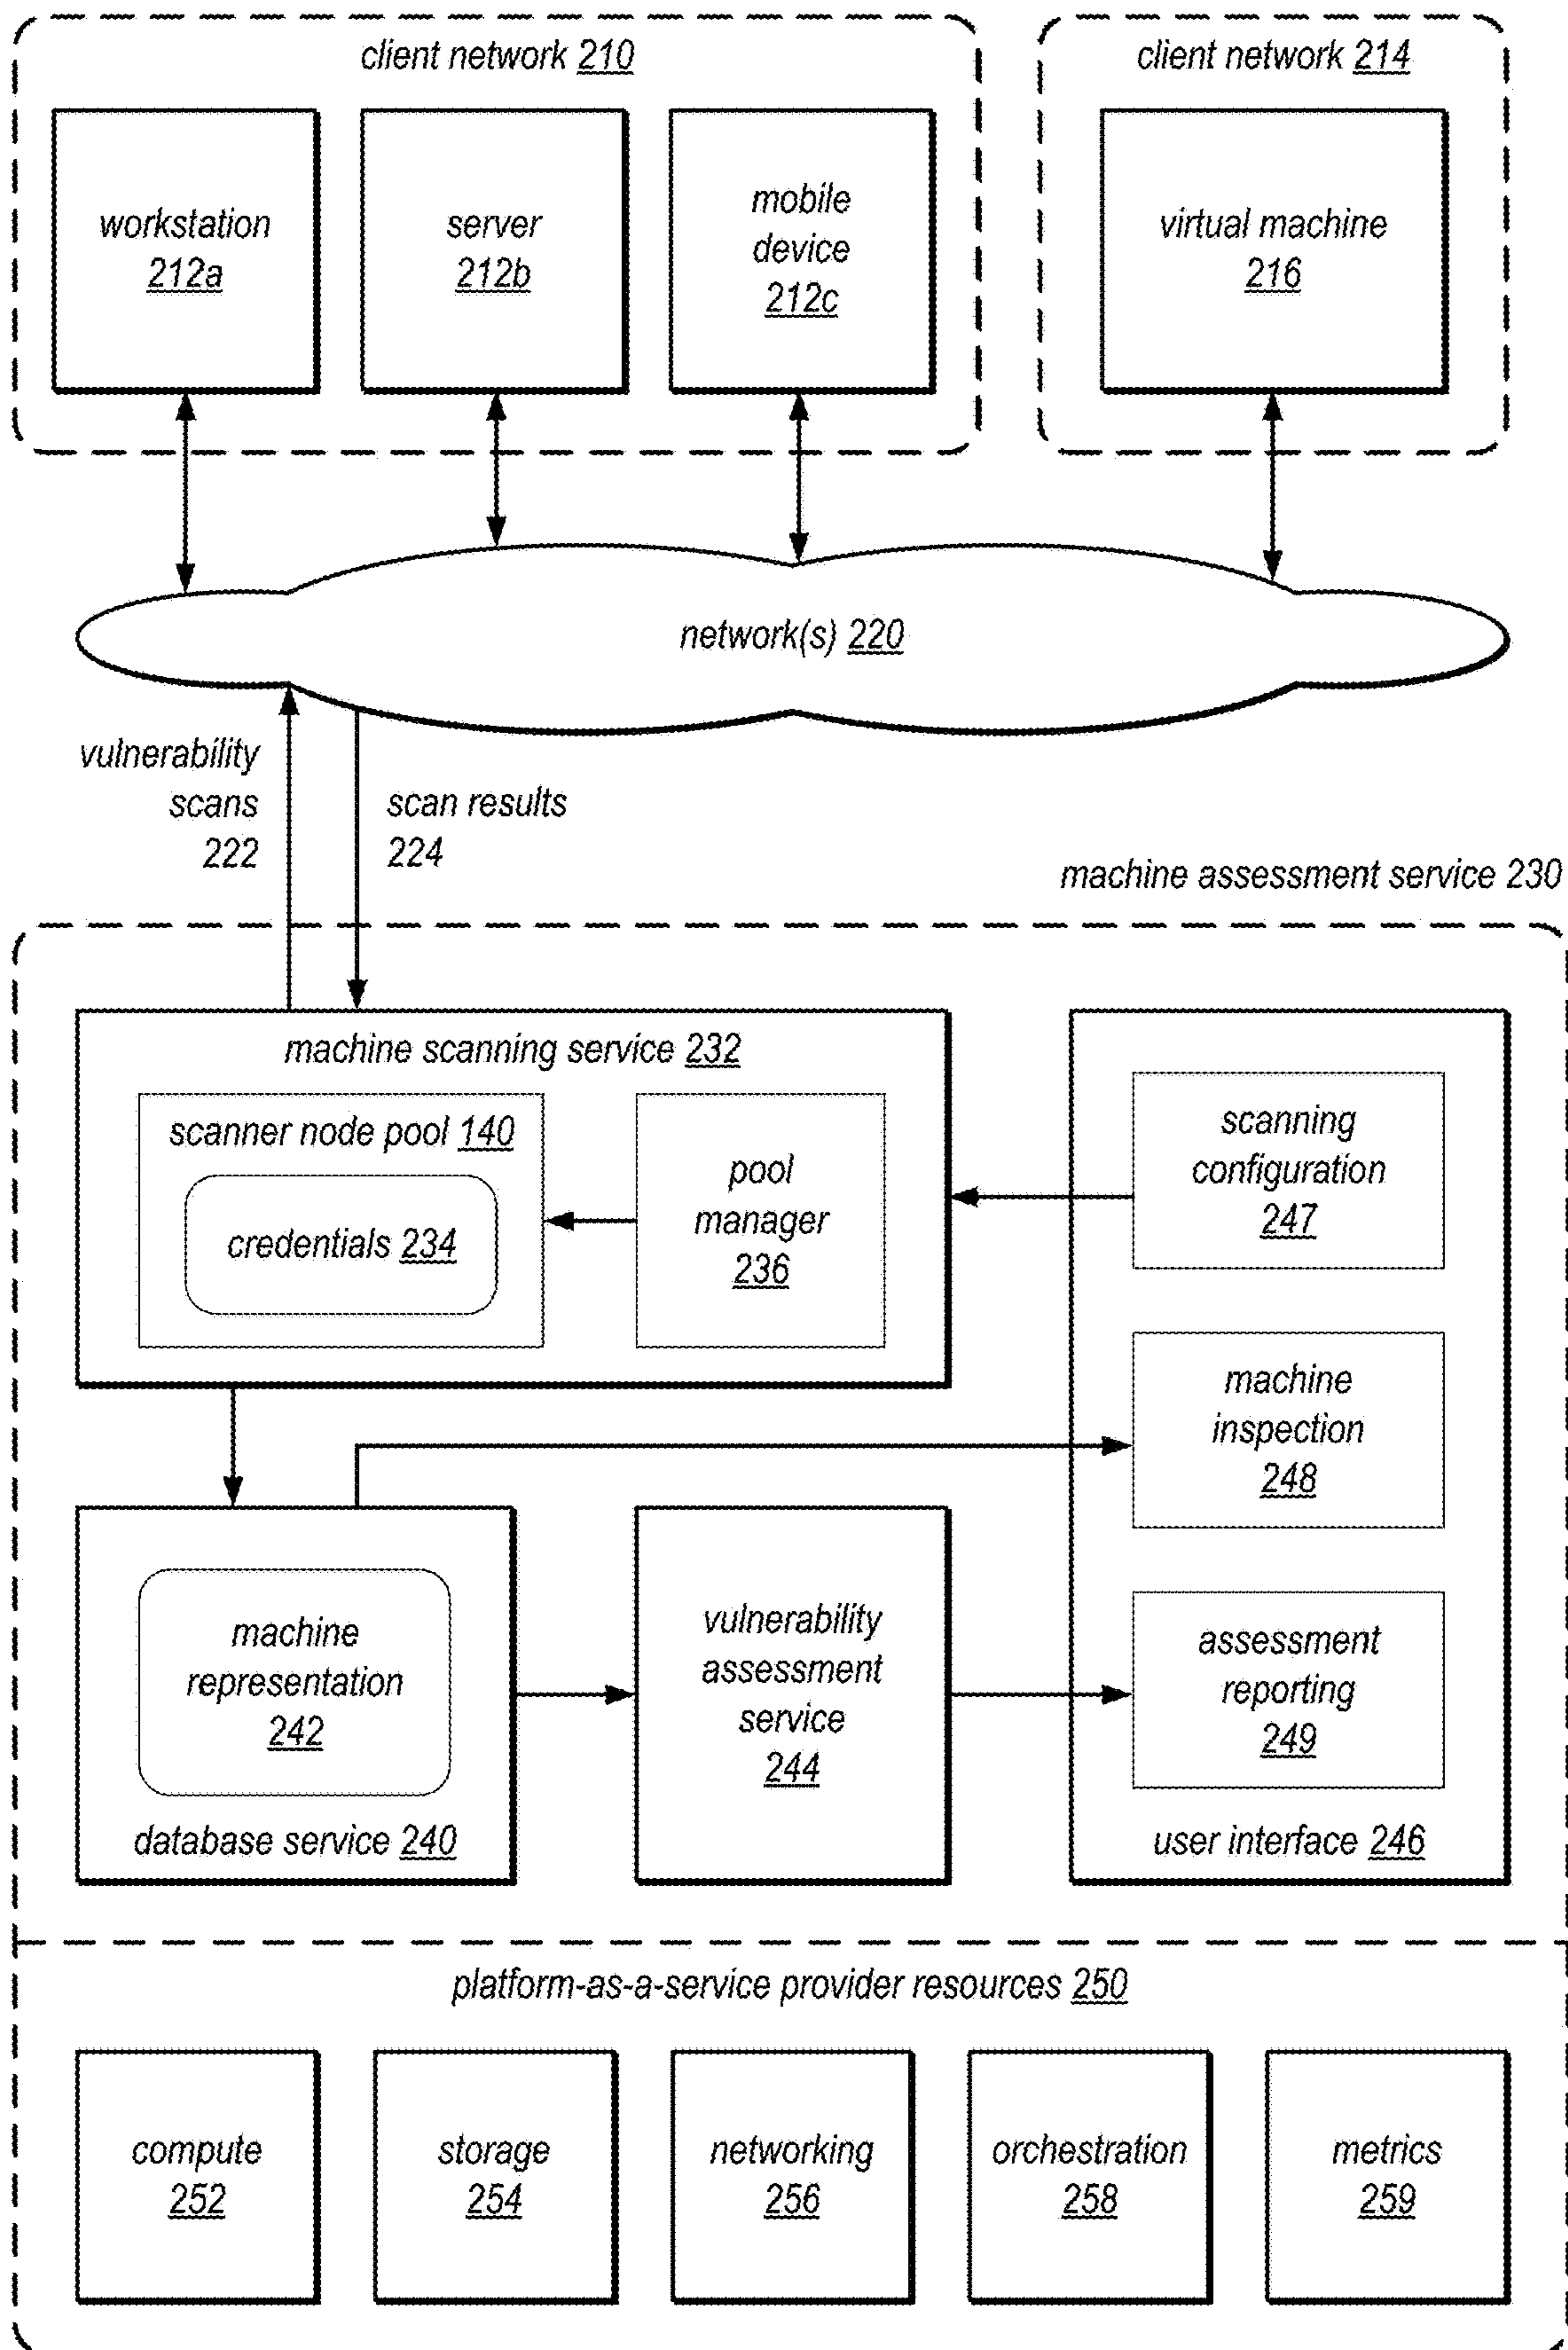 client network 210
client network 214
workstation
212a
server
212b
mobile
device
212c
virtual machine
216
network(s) 220
vulnerability
scans
222
scan results
224
machine assessment service 230
machine scanning service 232
scanner node pool 140
credentials 234
pool
manager
236
scanning
configuration
247
machine
inspection
248
machine
representation
242
database service 240
vulnerability
assessment
service
244
assessment
reporting
249
user interface 246
platform-as-a-service provider resources 250
compute
252
storage
254
networking
256
orchestration
258
metrics
259